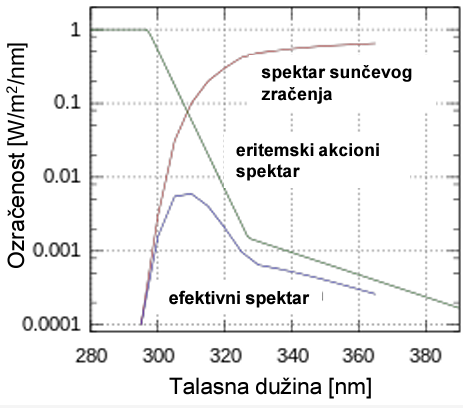 1
0.1
0.01
0.001
0.0001
Ozračenost [W/m²/nm]
spektar sunčevog
zračenja
eritemski akcioni
spektar
efektivni spektar
280 300 320 340 360 380
Talasna dužina [nm]